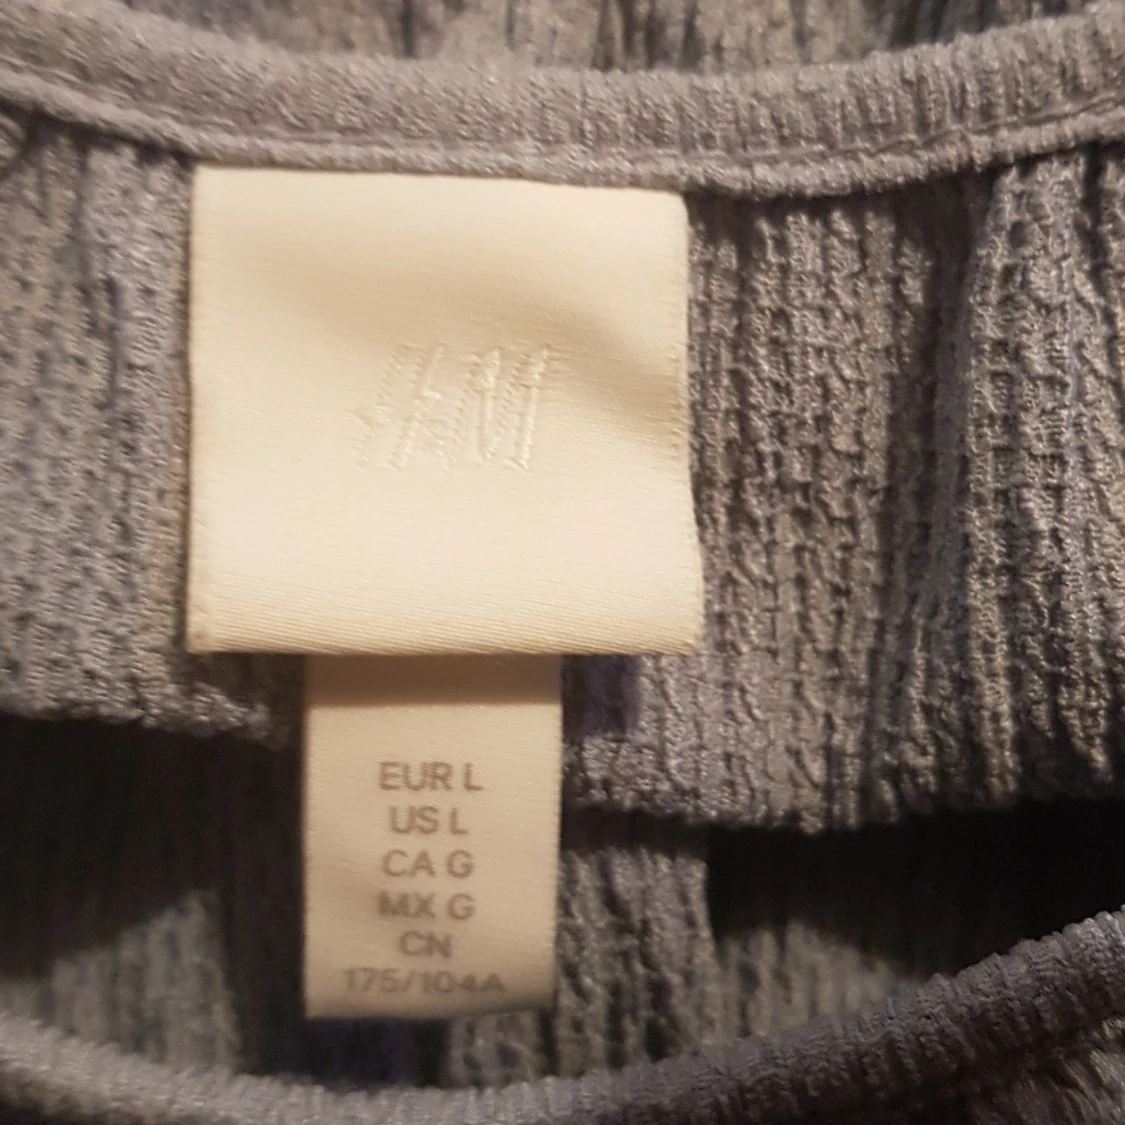 H&M
EUR L
US L
CA G
MX G
CN
175/104A